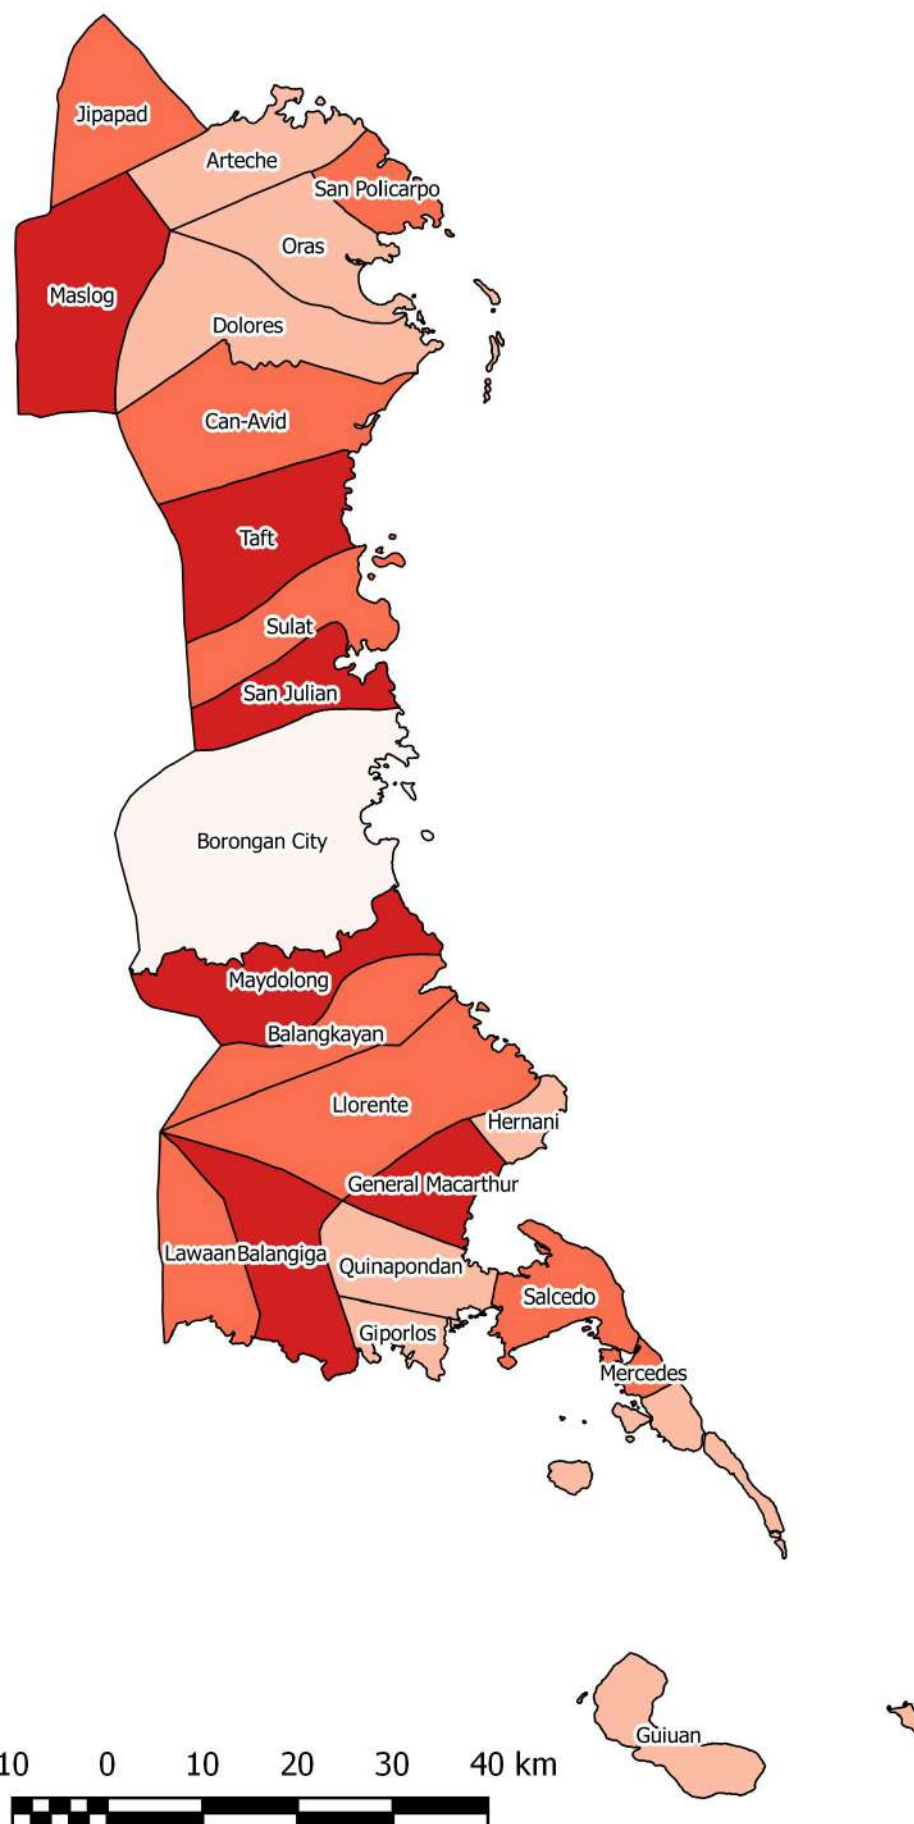 Jipapad
Arteche
San Policarpo
Oras
Maslog
Dolores
Can-Avid
Taft
Sulat
San Julian
Borongan City
Maydolong
Balangkayan
Llorente
Hernani
General Macarthur
Lawaan
Balangiga
Quinapondan
Salcedo
Giporlos
Mercedes
Guiuan
10 0 10 20 30 40 km